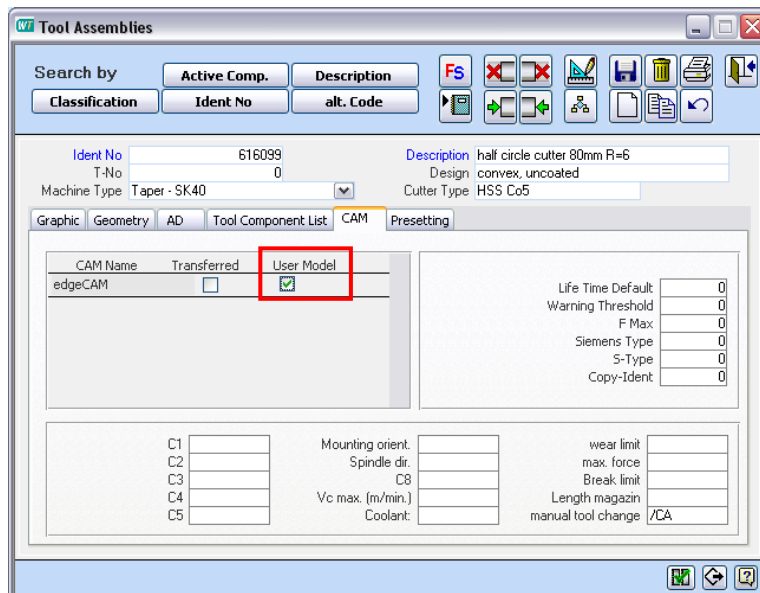 WT Tool Assemblies
Search by
Active Comp. Description
Classification Ident No alt. Code
FS
Ident No 616099 Description half circle cutter 80mm R=6
T-No 0 Design convex, uncoated
Machine Type Taper - SK40 Cutter Type HSS Co5
Graphic Geometry AD Tool Component List CAM Presetting
CAM Name Transferred User Model
edgeCAM
Life Time Default 0
Warning Threshold 0
F Max 0
Siemens Type 0
S-Type 0
Copy-Ident 0
C1 Mounting orient. wear limit
C2 Spindle dir. max. force
C3 C8 Break limit
C4 Vc max. (m/min.) Length magazin
C5 Coolant: manual tool change /CA